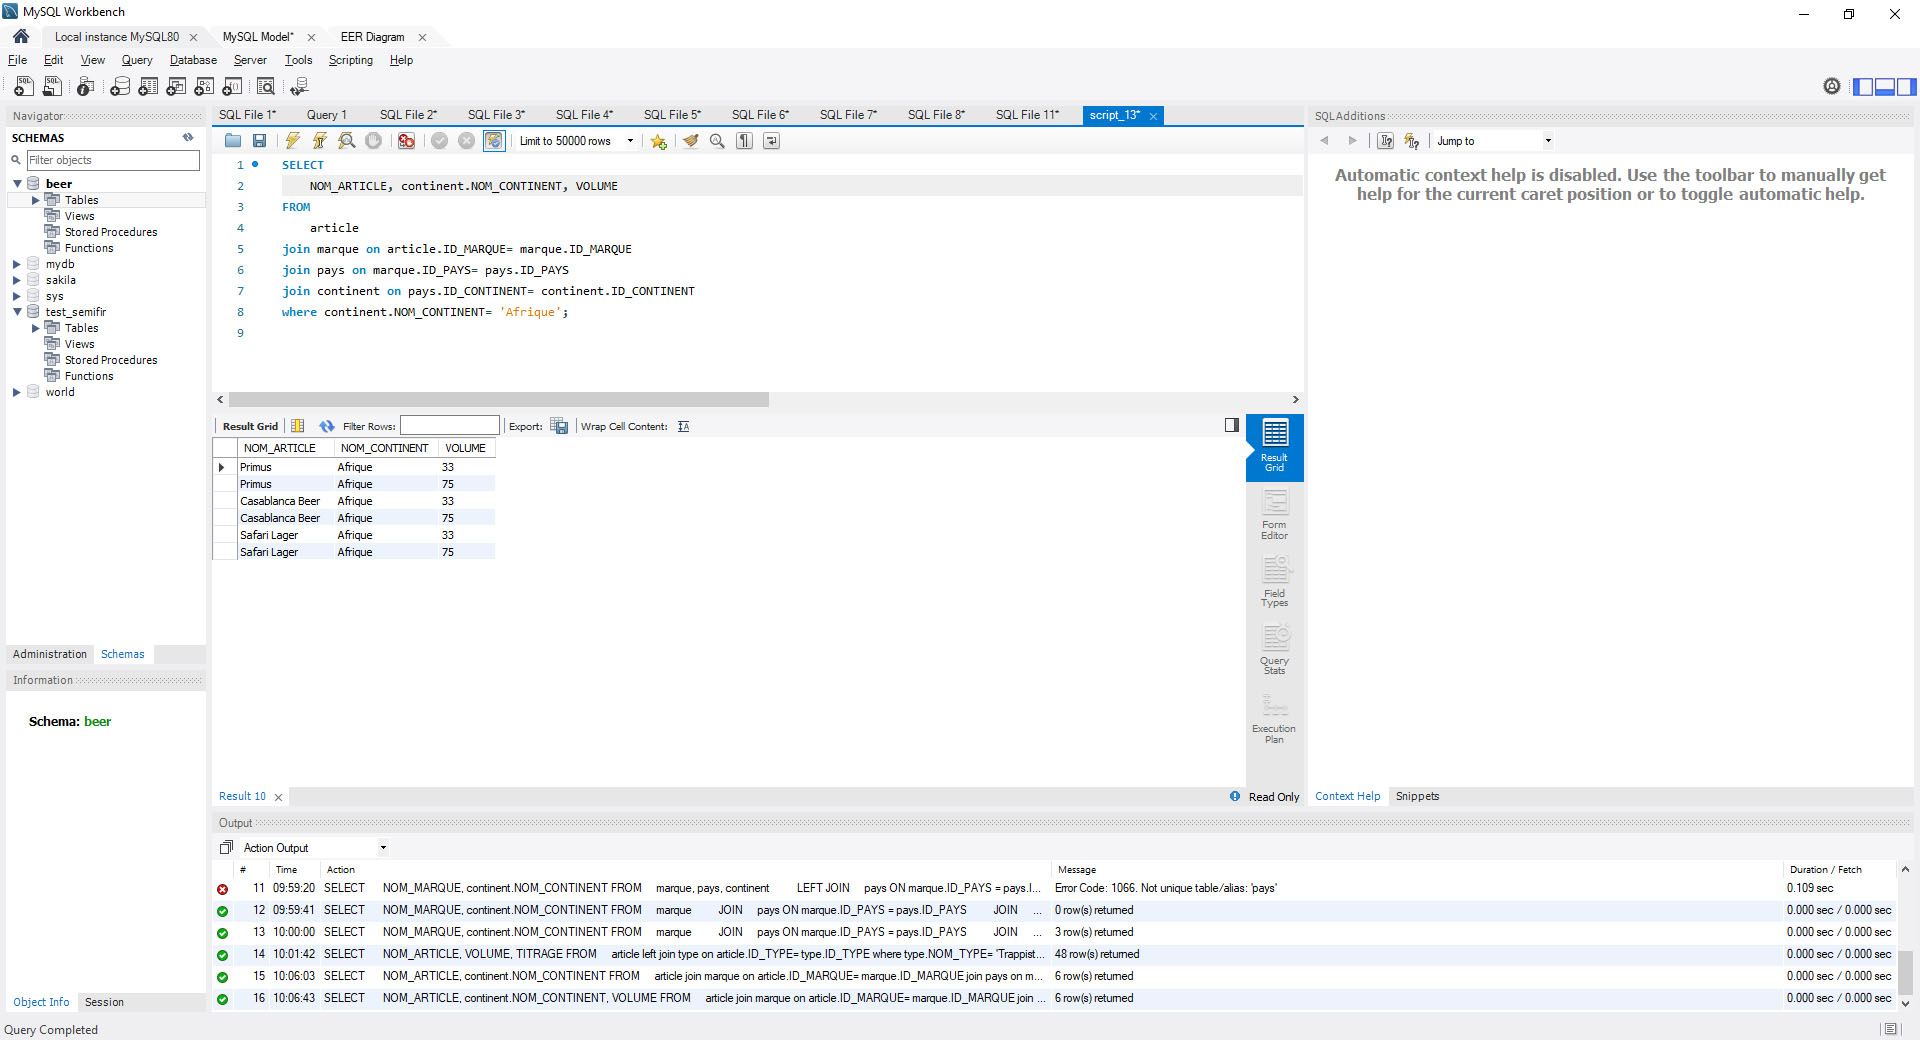 MySQL Workbench
Local instance MySQL80
MySQL Model*
EER Diagram
File Edit View Query Database Server Tools Scripting Help
Navigator
SCHEMAS
Filter objects
beer
Tables
Views
Stored Procedures
Functions
mydb
sakila
sys
test_semifir
Tables
Views
Stored Procedures
Functions
world
Administration Schemas
Information
Schema: beer
Object Info Session
SQL File 1* Query 1 SQL File 2* SQL File 3* SQL File 4* SQL File 5* SQL File 6* SQL File 7* SQL File 8* SQL File 11* script_13*
Limit to 50000 rows
1 SELECT
2 NOM_ARTICLE, continent.NOM_CONTINENT, VOLUME
3 FROM
4 article
5 join marque on article.ID_MARQUE= marque.ID_MARQUE
6 join pays on marque.ID_PAYS= pays.ID_PAYS
7 join continent on pays.ID_CONTINENT= continent.ID_CONTINENT
8 where continent.NOM_CONTINENT= 'Afrique';
9
Result Grid Filter Rows: Export: Wrap Cell Content:
NOM_ARTICLE NOM_CONTINENT VOLUME
Primus Afrique 33
Primus Afrique 75
Casablanca Beer Afrique 33
Casablanca Beer Afrique 75
Safari Lager Afrique 33
Safari Lager Afrique 75
Result
Grid
Form
Editor
Field
Types
Query
Stats
Execution
Plan
Result 10
Read Only
SQLAdditions
Jump to
Automatic context help is disabled. Use the toolbar to manually get
help for the current caret position or to toggle automatic help.
Context Help Snippets
Output
Action Output
# Time Action Message Duration / Fetch
11 09:59:20 SELECT NOM_MARQUE, continent.NOM_CONTINENT FROM marque, pays, continent LEFT JOIN pays ON marque.ID_PAYS = pays.I... Error Code: 1066. Not unique table/alias: 'pays' 0.109 sec
12 09:59:41 SELECT NOM_MARQUE, continent.NOM_CONTINENT FROM marque JOIN pays ON marque.ID_PAYS = pays.ID_PAYS JOIN ... 0 row(s) returned 0.000 sec / 0.000 sec
13 10:00:00 SELECT NOM_MARQUE, continent.NOM_CONTINENT FROM marque JOIN pays ON marque.ID_PAYS = pays.ID_PAYS JOIN ... 3 row(s) returned 0.000 sec / 0.000 sec
14 10:01:42 SELECT NOM_ARTICLE, VOLUME, TITRAGE FROM article left join type on article.ID_TYPE= type.ID_TYPE where type.NOM_TYPE= 'Trappist... 48 row(s) returned 0.000 sec / 0.000 sec
15 10:06:03 SELECT NOM_ARTICLE, continent.NOM_CONTINENT FROM article join marque on article.ID_MARQUE= marque.ID_MARQUE join pays on m... 6 row(s) returned 0.000 sec / 0.000 sec
16 10:06:43 SELECT NOM_ARTICLE, continent.NOM_CONTINENT, VOLUME FROM article join marque on article.ID_MARQUE= marque.ID_MARQUE join ... 6 row(s) returned 0.000 sec / 0.000 sec
Query Completed